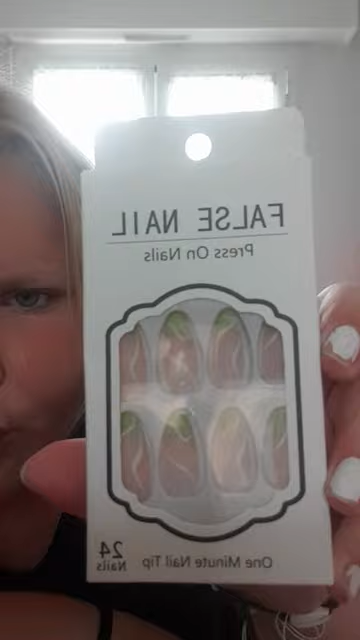 FALSE NAIL
Press On Nails
24
Nails
One Minute Nail Tip